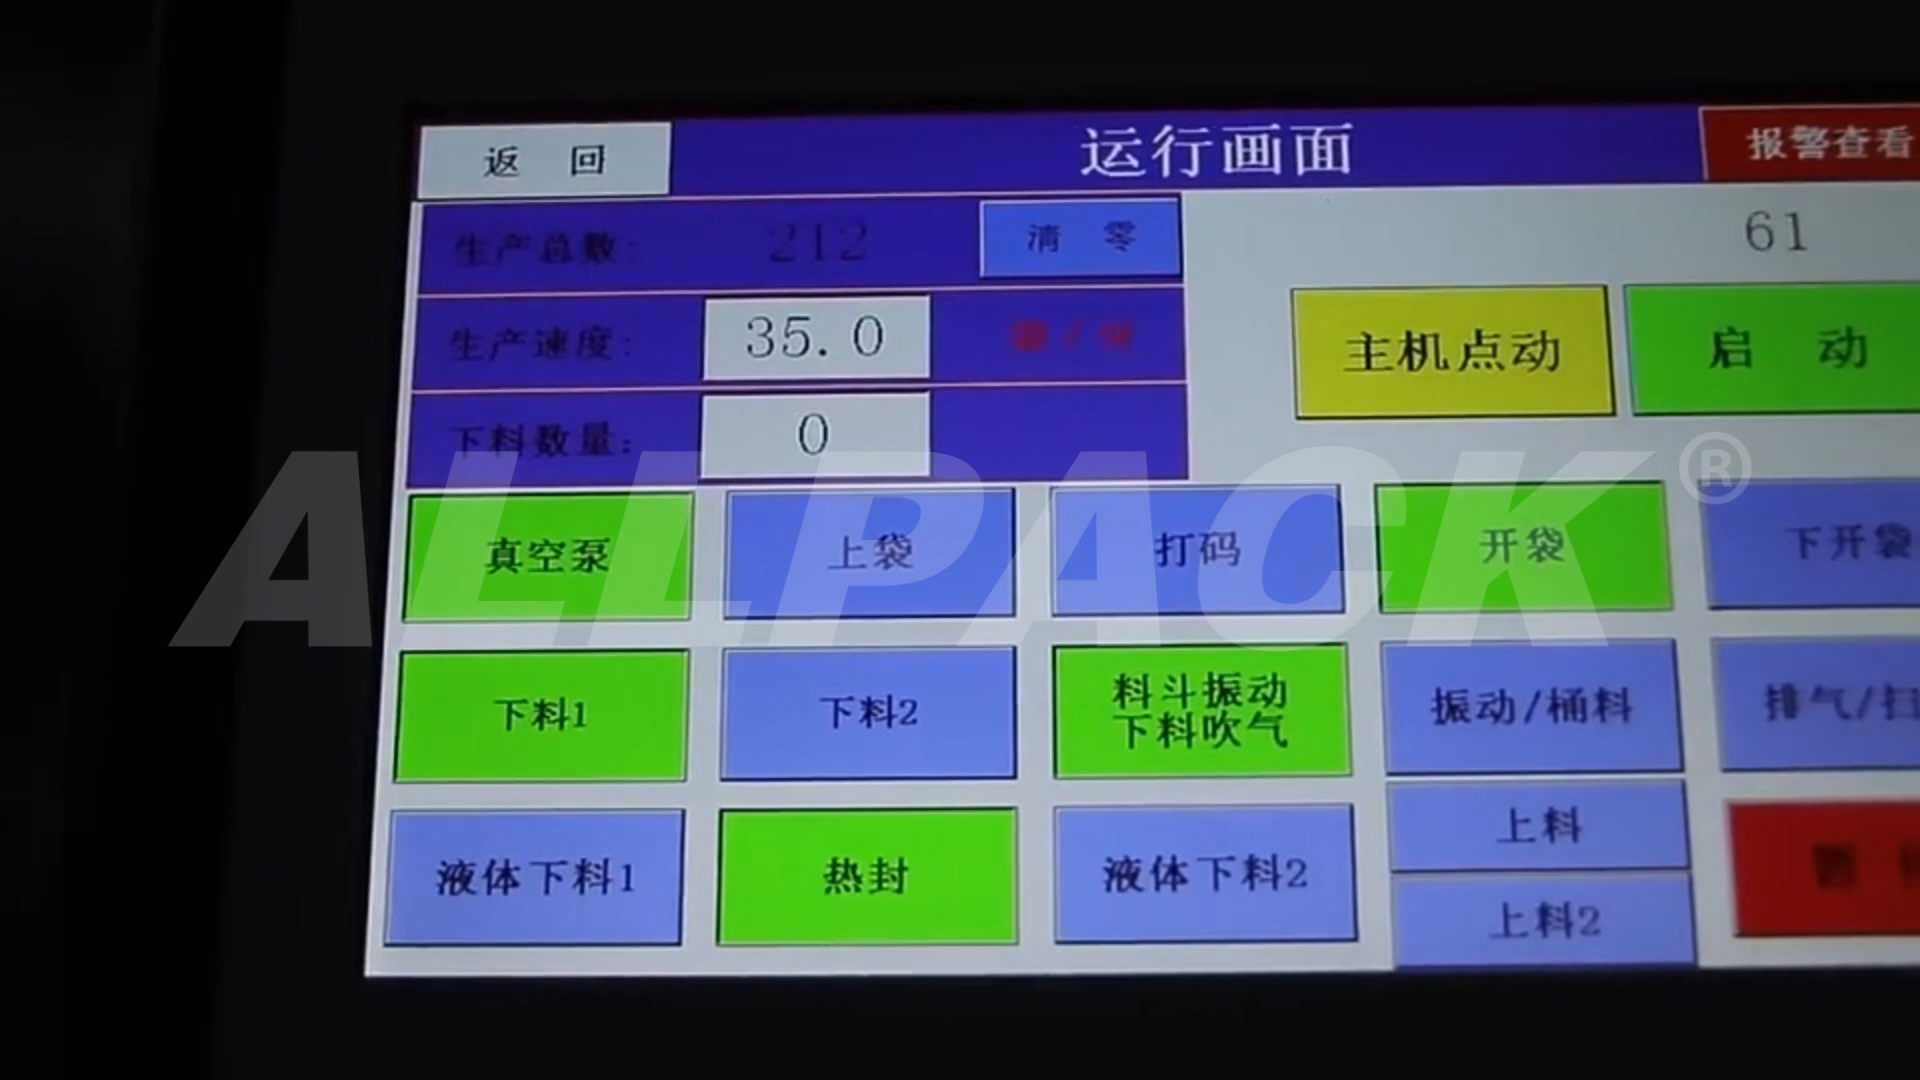 返 回
运行画面
报警查看
生产总数: 212
清 零
61
生产速度: 35.0
主机点动
启 动
下料数量: 0
ALLPACK®
真空泵
上袋
打码
开袋
下开袋
下料1
下料2
料斗振动
下料吹气
振动/桶料
排气/扫
液体下料1
热封
液体下料2
上料
上料2